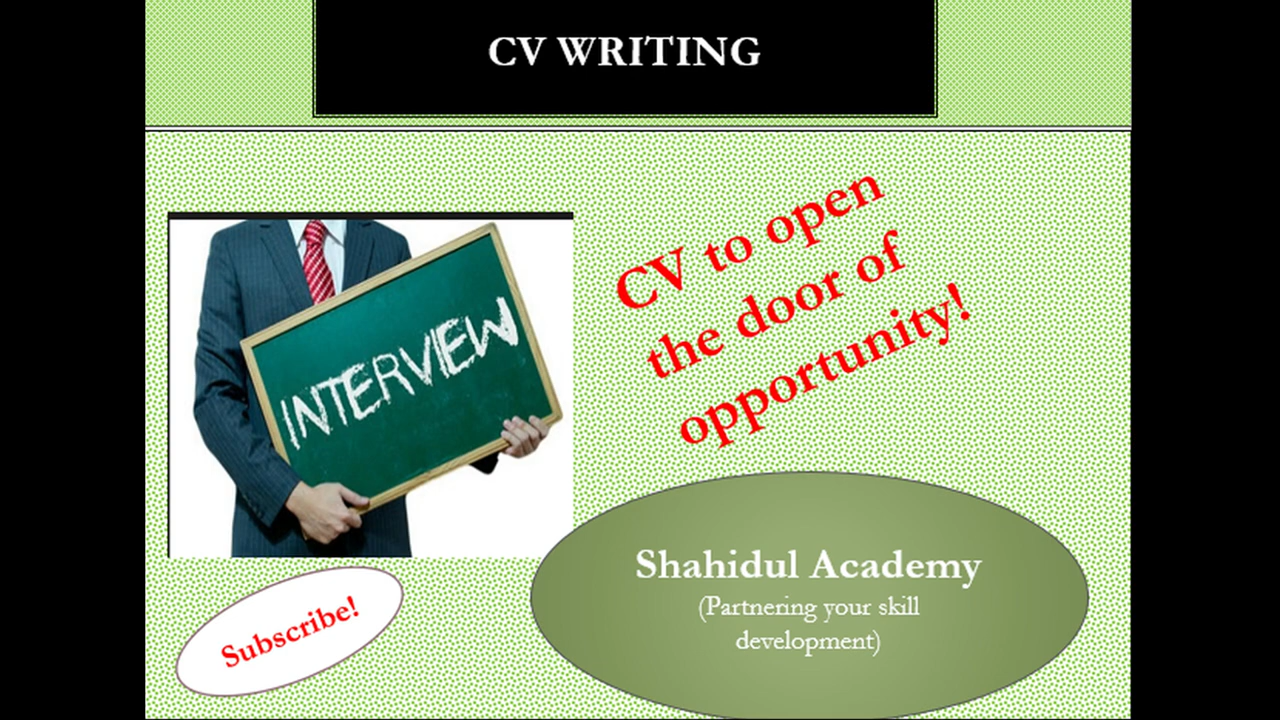 CV WRITING
CV to open
the door of
opportunity!
INTERVIEW
Shahidul Academy
(Partnering your skill
development)
Subscribe!